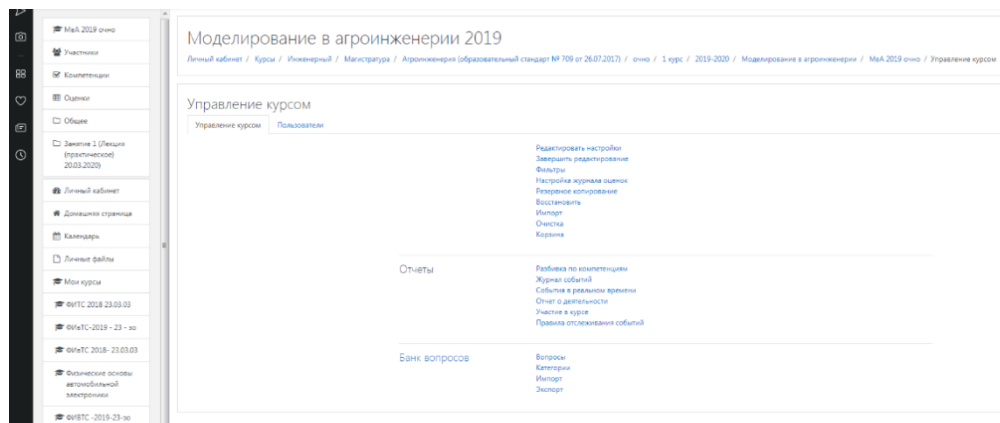 МвА 2019 очно
Участники
Компетенции
Оценки
Общее
Занятие 1 (Лекция
(практическое)
20.03.2020)
Личный кабинет
Домашняя страница
Календарь
Личные файлы
Мои курсы
ФИТС 2018 23.03.03
ФИвТС-2019 - 23 - зо
ФИвТС 2018- 23.03.03
Физические основы
автомобильной
электроники
ФИВТС -2019-23-зо
Моделирование в агроинженерии 2019
Личный кабинет / Курсы / Инженерный / Магистратура / Агроинженерия (образовательный стандарт № 709 от 26.07.2017) / очно / 1 курс / 2019-2020 / Моделирование в агроинженерии / МвА 2019 очно / Управление курсом
Управление курсом
Управление курсом Пользователи
Редактировать настройки
Завершить редактирование
Фильтры
Настройка журнала оценок
Резервное копирование
Восстановить
Импорт
Очистка
Корзина
Отчеты
Разбивка по компетенциям
Журнал событий
События в реальном времени
Отчет о деятельности
Участие в курсе
Правила отслеживания событий
Банк вопросов
Вопросы
Категории
Импорт
Экспорт